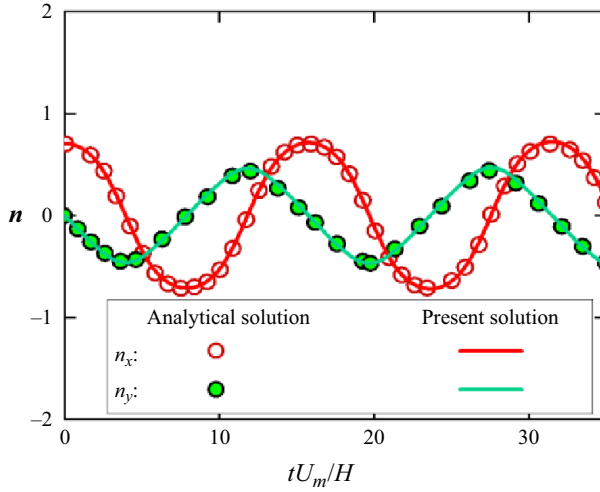 2
1
n
0
−1
Analytical solution Present solution
nx:
ny:
−2
0 10 20 30
tUm/H